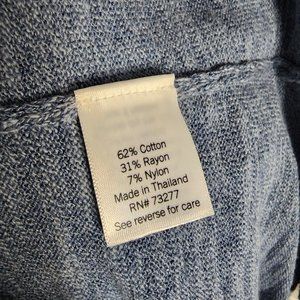 62% Cotton
31% Rayon
7% Nylon
Made in Thailand
RN# 73277
See reverse for care